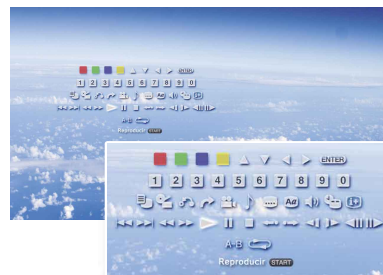 ENTER
1 2 3 4 5 6 7 8 9 0
A-B
Reproducir START
ENTER
1 2 3 4 5 6 7 8 9 0
.... Aa
A-B
Reproducir START